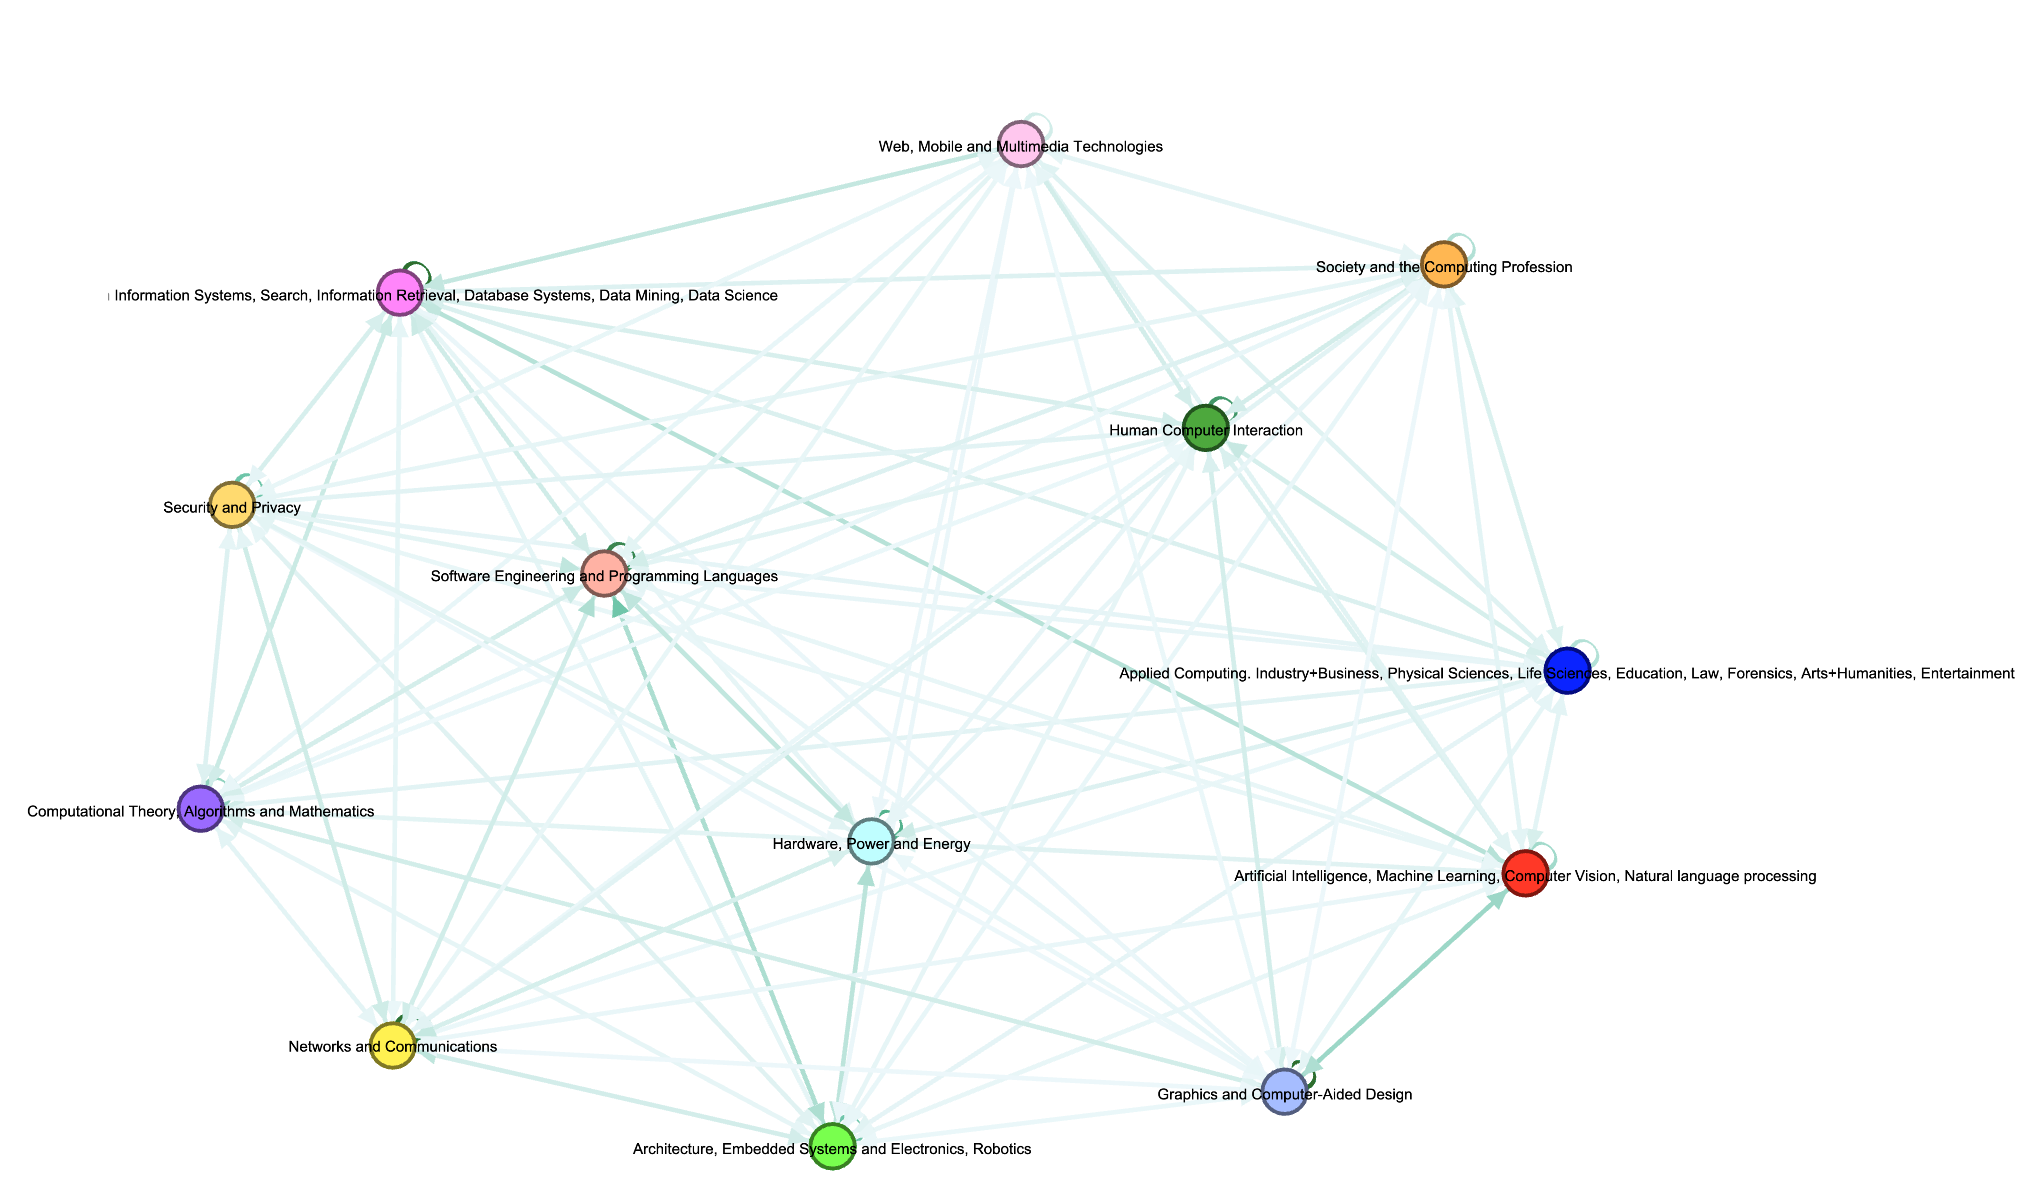 Web, Mobile and Multimedia Technologies
Society and the Computing Profession
Information Systems, Search, Information Retrieval, Database Systems, Data Mining, Data Science
Human Computer Interaction
Security and Privacy
Software Engineering and Programming Languages
Applied Computing. Industry+Business, Physical Sciences, Life Sciences, Education, Law, Forensics, Arts+Humanities, Entertainment
Computational Theory, Algorithms and Mathematics
Hardware, Power and Energy
Artificial Intelligence, Machine Learning, Computer Vision, Natural language processing
Networks and Communications
Graphics and Computer-Aided Design
Architecture, Embedded Systems and Electronics, Robotics